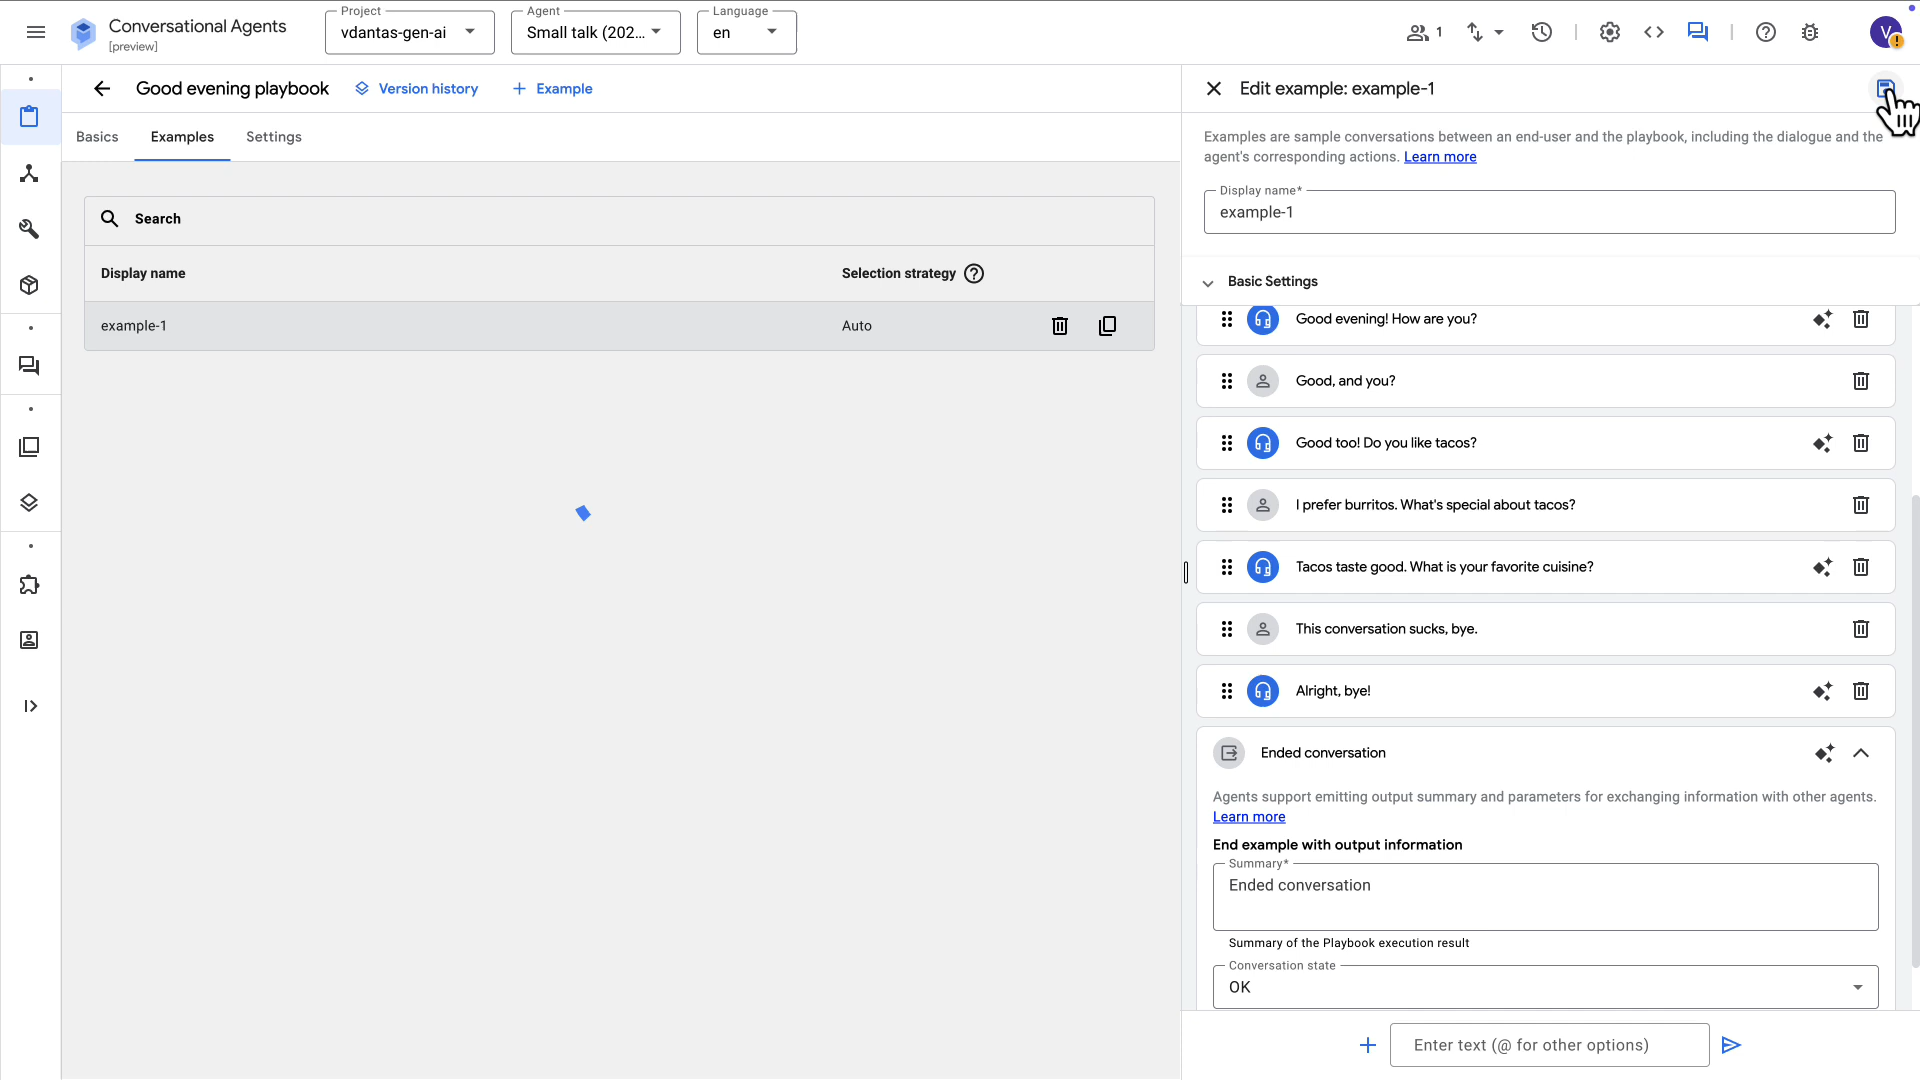 Conversational Agents
[preview]
Project
vdantas-gen-ai
Agent
Small talk (202...
Language
en
1
V
Good evening playbook
Version history
Example
Basics
Examples
Settings
Search
Display name
Selection strategy
example-1
Auto
Edit example: example-1
Examples are sample conversations between an end-user and the playbook, including the dialogue and the
agent's corresponding actions. Learn more
Display name*
example-1
Basic Settings
Good evening! How are you?
Good, and you?
Good too! Do you like tacos?
I prefer burritos. What's special about tacos?
Tacos taste good. What is your favorite cuisine?
This conversation sucks, bye.
Alright, bye!
Ended conversation
Agents support emitting output summary and parameters for exchanging information with other agents.
Learn more
End example with output information
Summary*
Ended conversation
Summary of the Playbook execution result
Conversation state
OK
Enter text (@ for other options)